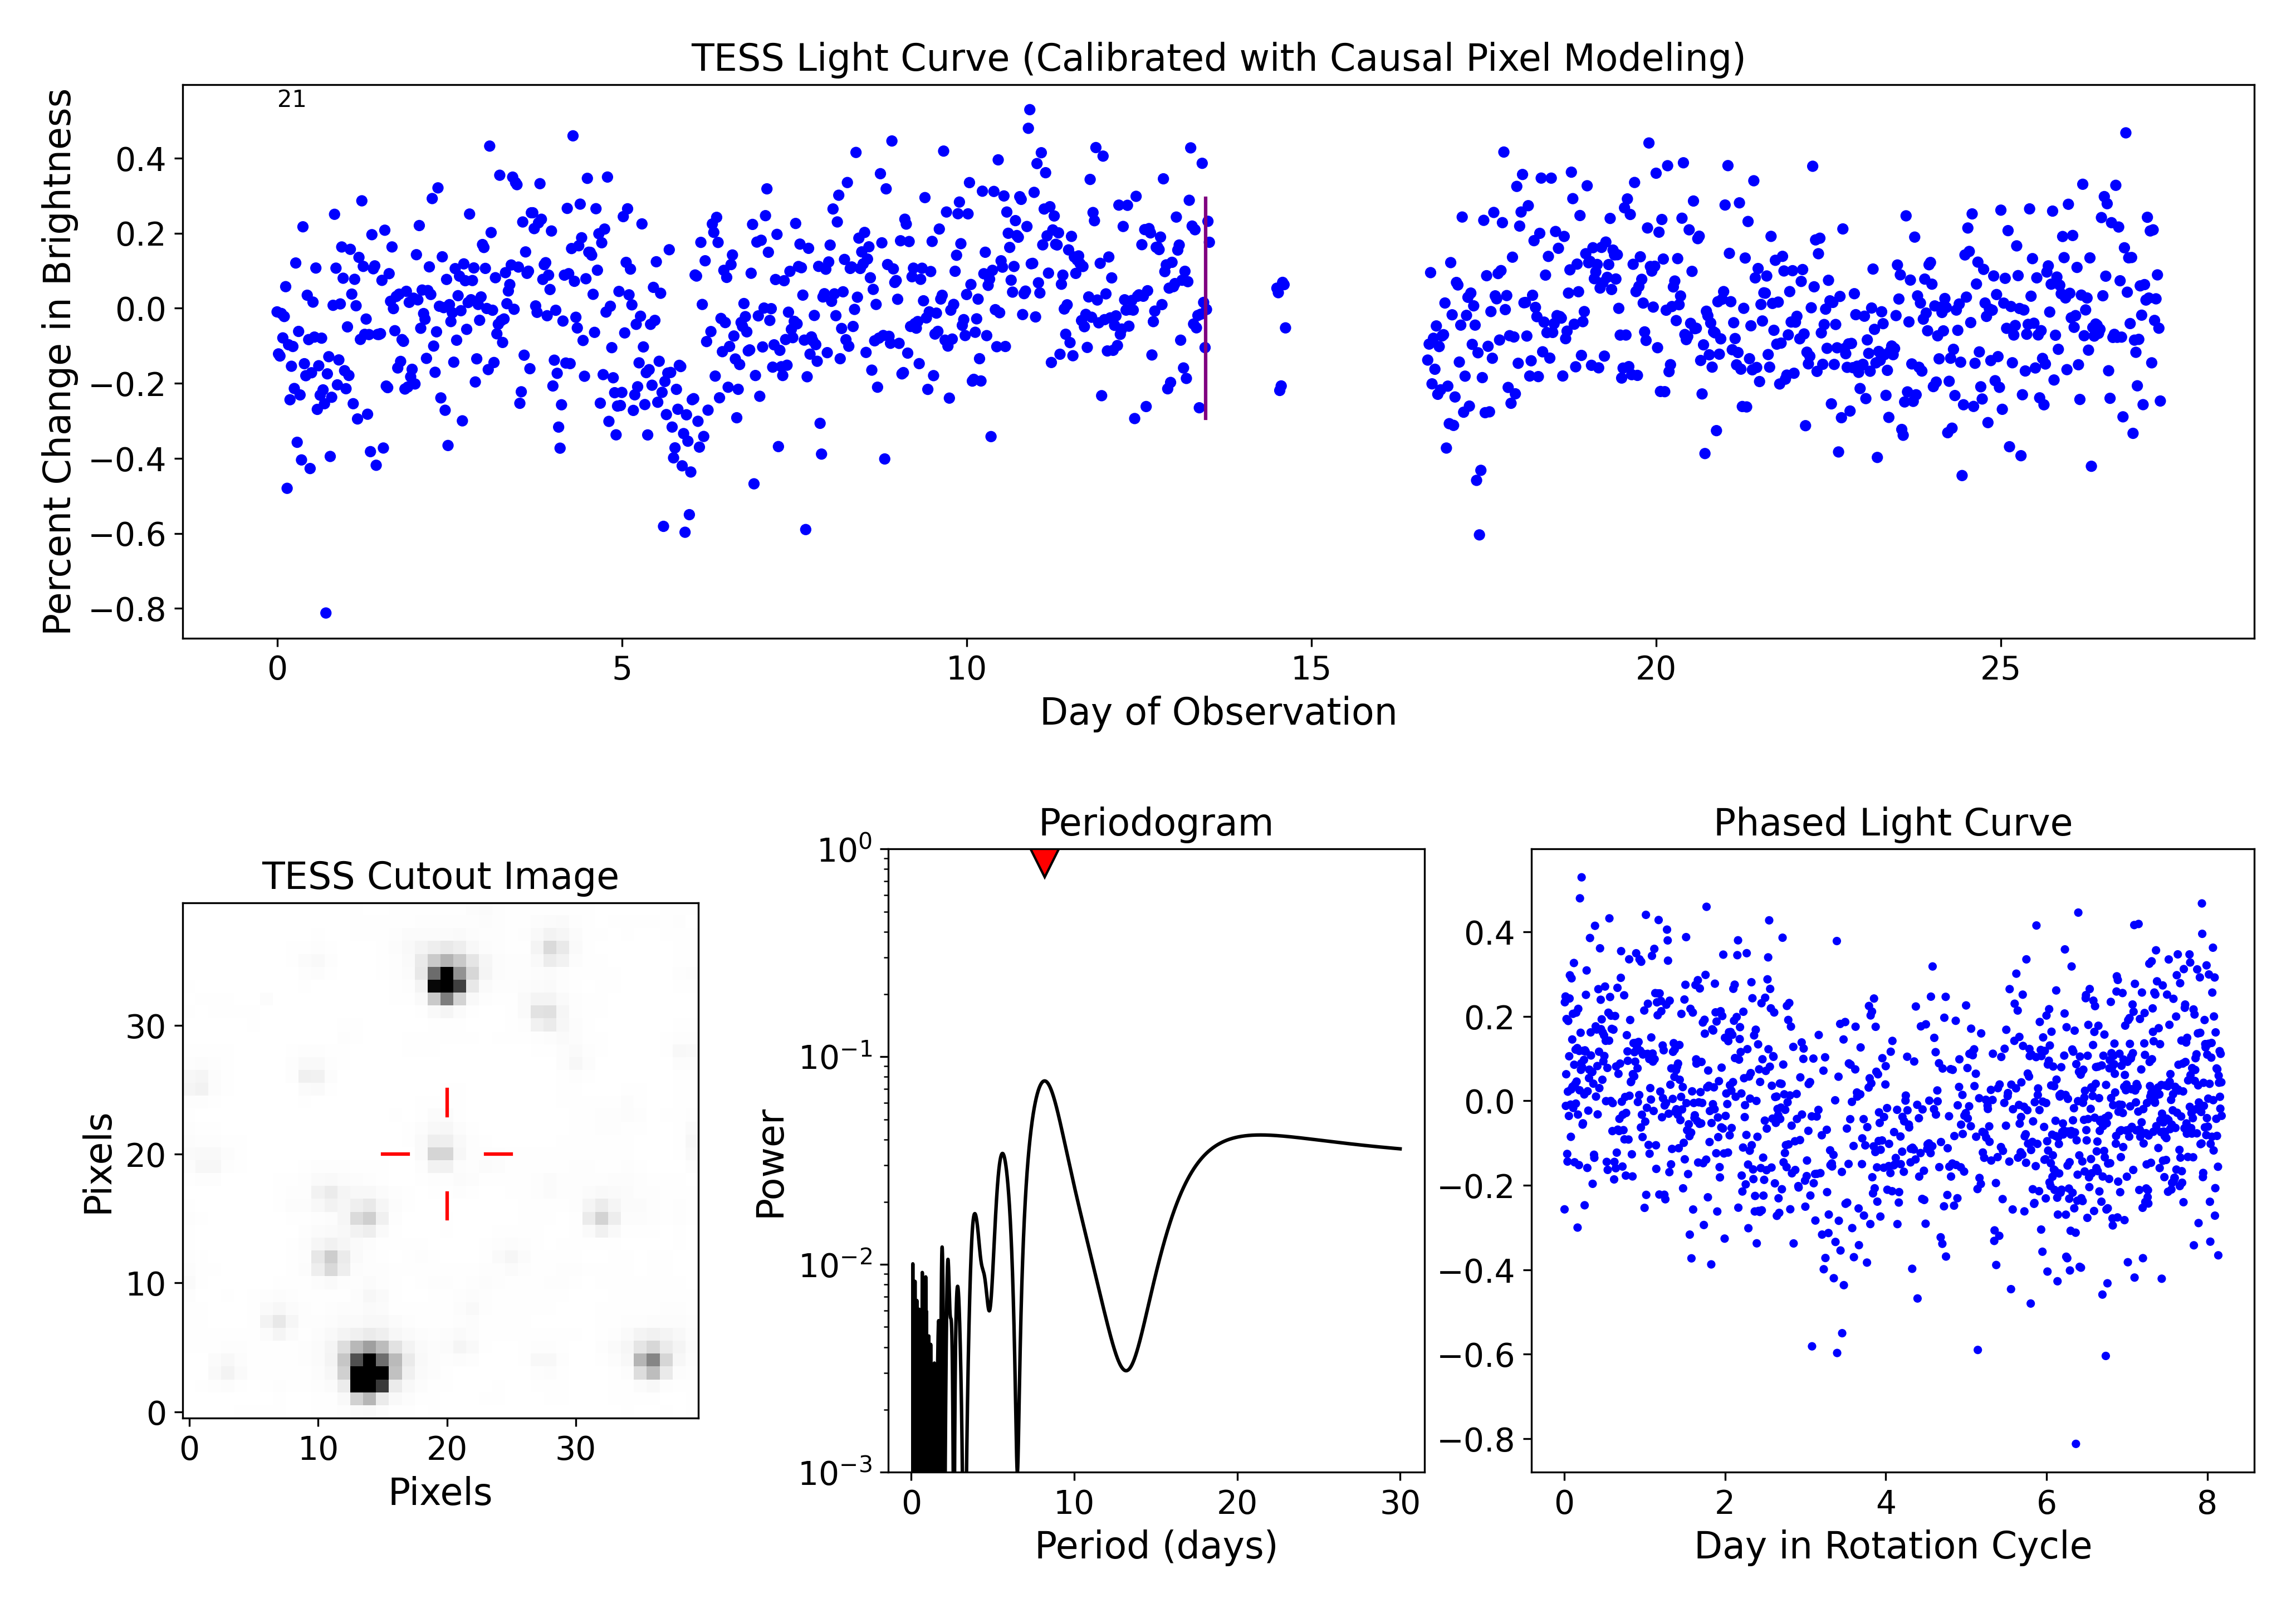 TESS Light Curve (Calibrated with Causal Pixel Modeling)
21
Percent Change in Brightness
0.4
0.2
0.0
−0.2
−0.4
−0.6
−0.8
0 5 10 15 20 25
Day of Observation
TESS Cutout Image
Pixels
30
20
10
0
0 10 20 30
Pixels
Periodogram
Power
10⁰
10⁻¹
10⁻²
10⁻³
0 10 20 30
Period (days)
Phased Light Curve
0.4
0.2
0.0
−0.2
−0.4
−0.6
−0.8
0 2 4 6 8
Day in Rotation Cycle